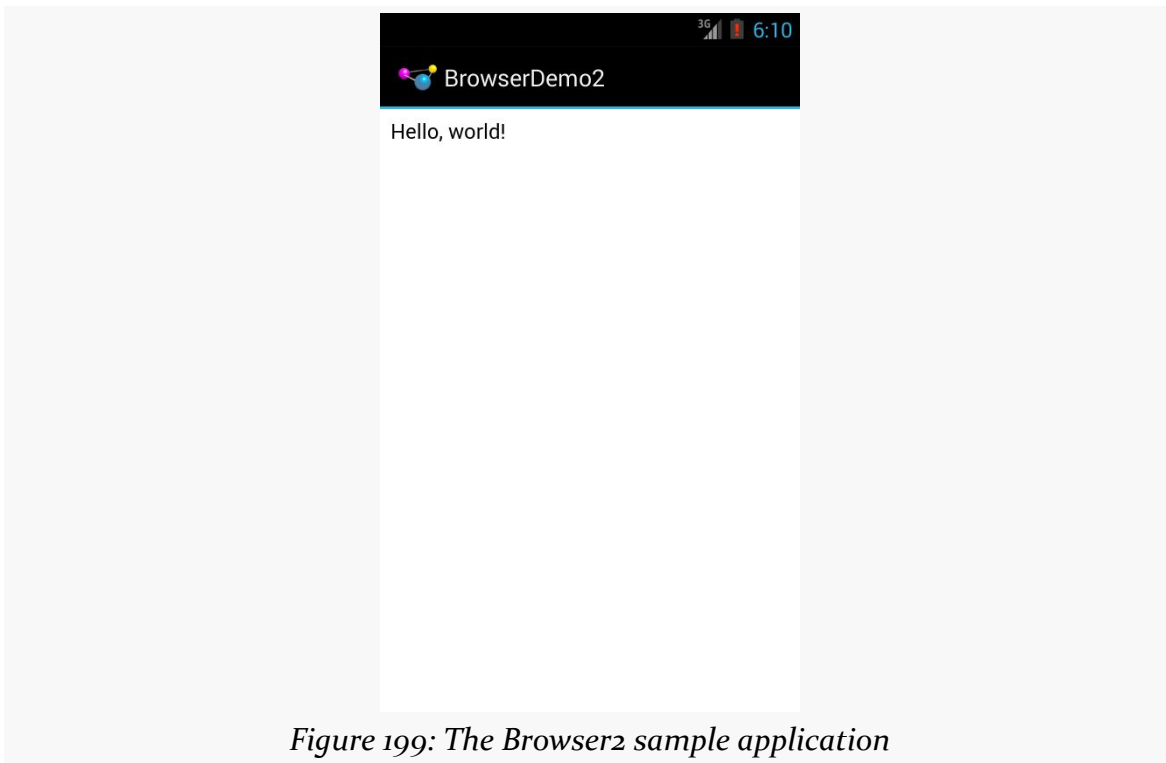 3G 6:10
BrowserDemo2
Hello, world!
Figure 199: The Browser2 sample application